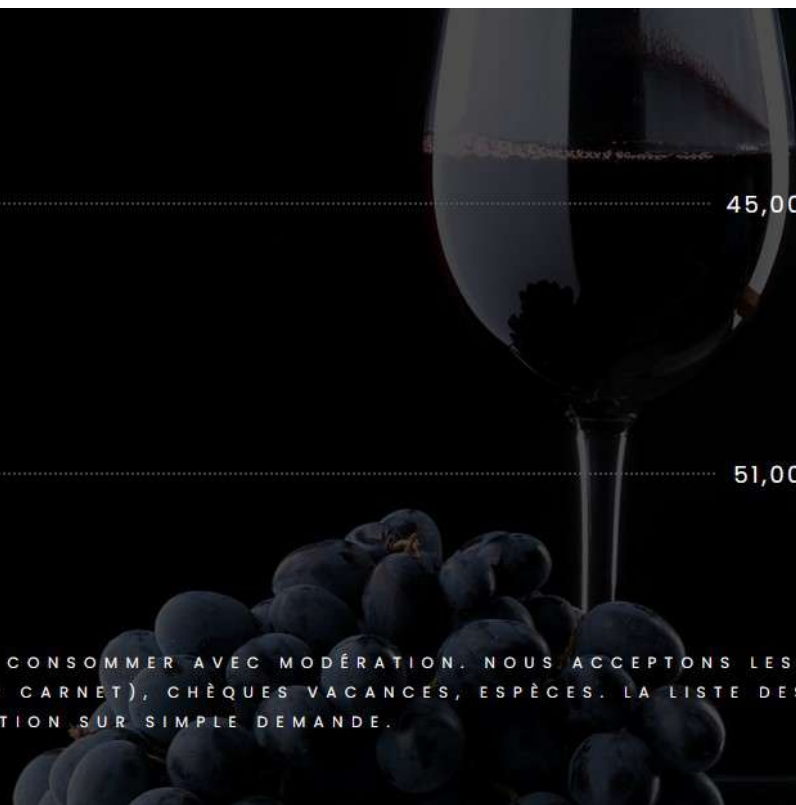 45,00
51,00
CONSOMMER AVEC MODÉRATION. NOUS ACCEPTONS LES
CARNET), CHÈQUES VACANCES, ESPÈCES. LA LISTE DES
TION SUR SIMPLE DEMANDE.